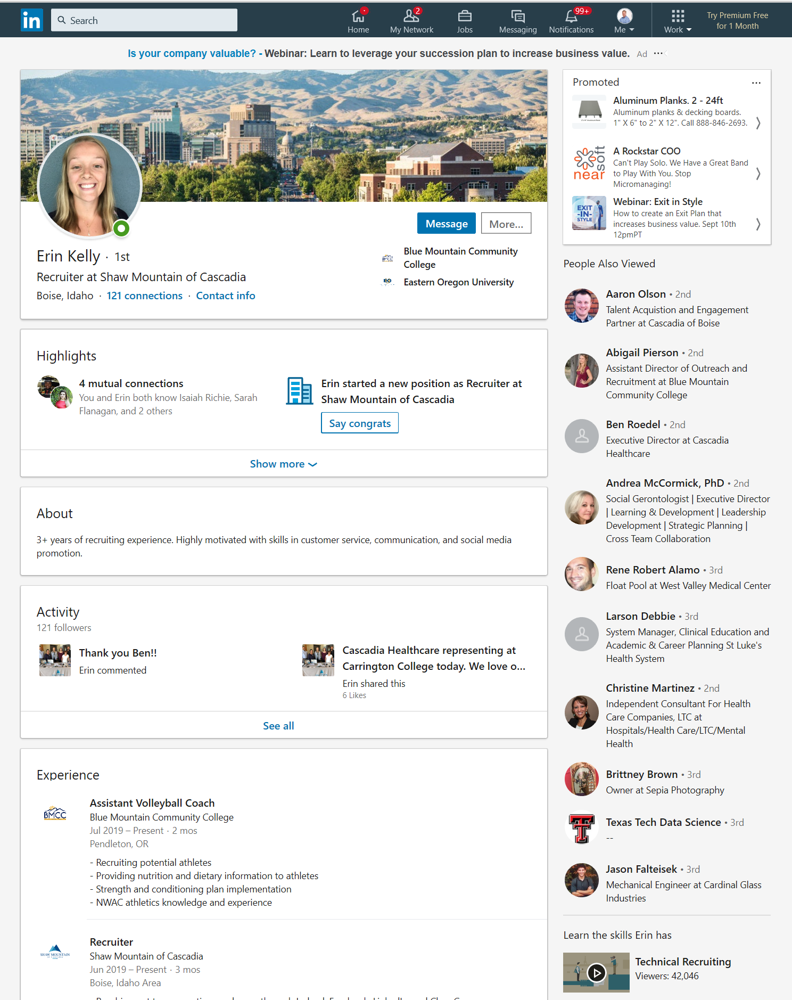 in
Search
Home
2
My Network
Jobs
Messaging
99+
Notifications
Me
Work
Try Premium Free
for 1 Month
Is your company valuable? - Webinar: Learn to leverage your succession plan to increase business value. Ad ...
Message
More...
Erin Kelly · 1st
Recruiter at Shaw Mountain of Cascadia
Boise, Idaho · 121 connections · Contact info
BMCC
Blue Mountain Community
College
Eastern Oregon University
Highlights
4 mutual connections
You and Erin both know Isaiah Richie, Sarah
Flanagan, and 2 others
Erin started a new position as Recruiter at
Shaw Mountain of Cascadia
Say congrats
Show more
About
3+ years of recruiting experience. Highly motivated with skills in customer service, communication, and social media
promotion.
Activity
121 followers
Thank you Ben!!
Erin commented
Cascadia Healthcare representing at
Carrington College today. We love o...
Erin shared this
6 Likes
See all
Experience
BMCC
Assistant Volleyball Coach
Blue Mountain Community College
Jul 2019 – Present · 2 mos
Pendleton, OR
- Recruiting potential athletes
- Providing nutrition and dietary information to athletes
- Strength and conditioning plan implementation
- NWAC athletics knowledge and experience
SHAW MOUNTAIN
Recruiter
Shaw Mountain of Cascadia
Jun 2019 – Present · 3 mos
Boise, Idaho Area
Promoted
...
Aluminum Planks. 2 - 24ft
Aluminum planks & decking boards.
1" X 6" to 2" X 12". Call 888-846-2693.
near soft
A Rockstar COO
Can't Play Solo. We Have a Great Band
to Play With You. Stop
Micromanaging!
EXIT
-IN-
STYLE
Webinar: Exit in Style
How to create an Exit Plan that
increases business value. Sept 10th
12pmPT
People Also Viewed
Aaron Olson • 2nd
Talent Acquistion and Engagement
Partner at Cascadia of Boise
Abigail Pierson • 2nd
Assistant Director of Outreach and
Recruitment at Blue Mountain
Community College
Ben Roedel • 2nd
Executive Director at Cascadia
Healthcare
Andrea McCormick, PhD • 2nd
Social Gerontologist | Executive Director
| Learning & Development | Leadership
Development | Strategic Planning |
Cross Team Collaboration
Rene Robert Alamo • 3rd
Float Pool at West Valley Medical Center
Larson Debbie • 3rd
System Manager, Clinical Education and
Academic & Career Planning St Luke's
Health System
Christine Martinez • 2nd
Independent Consultant For Health
Care Companies, LTC at
Hospitals/Health Care/LTC/Mental
Health
Brittney Brown • 3rd
Owner at Sepia Photography
Texas Tech Data Science • 3rd
--
Jason Falteisek • 3rd
Mechanical Engineer at Cardinal Glass
Industries
Learn the skills Erin has
Technical Recruiting
Viewers: 42,046